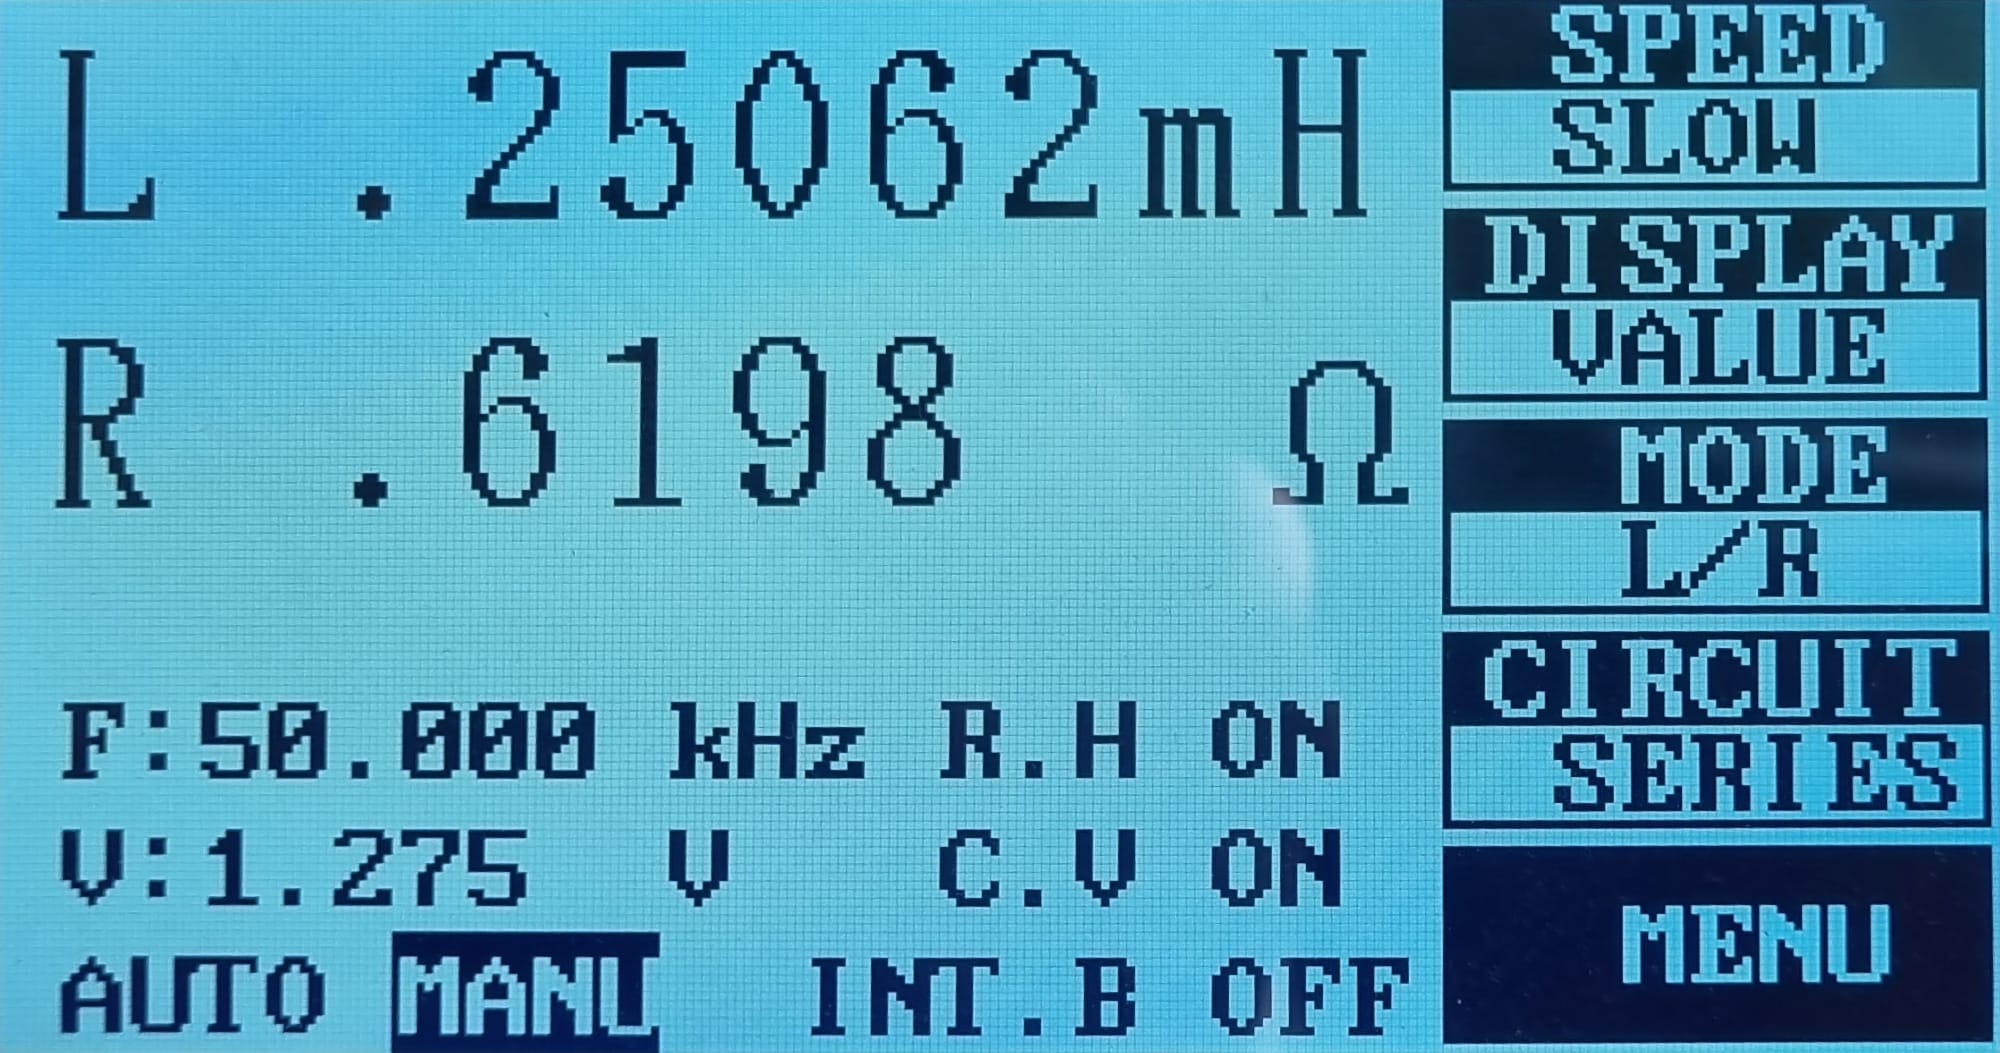 L .25062mH
R .6198 Ω
F:50.000 kHz R.H ON
V:1.275 V C.V ON
AUTO MANU INT.B OFF
SPEED
SLOW
DISPLAY
VALUE
MODE
L/R
CIRCUIT
SERIES
MENU